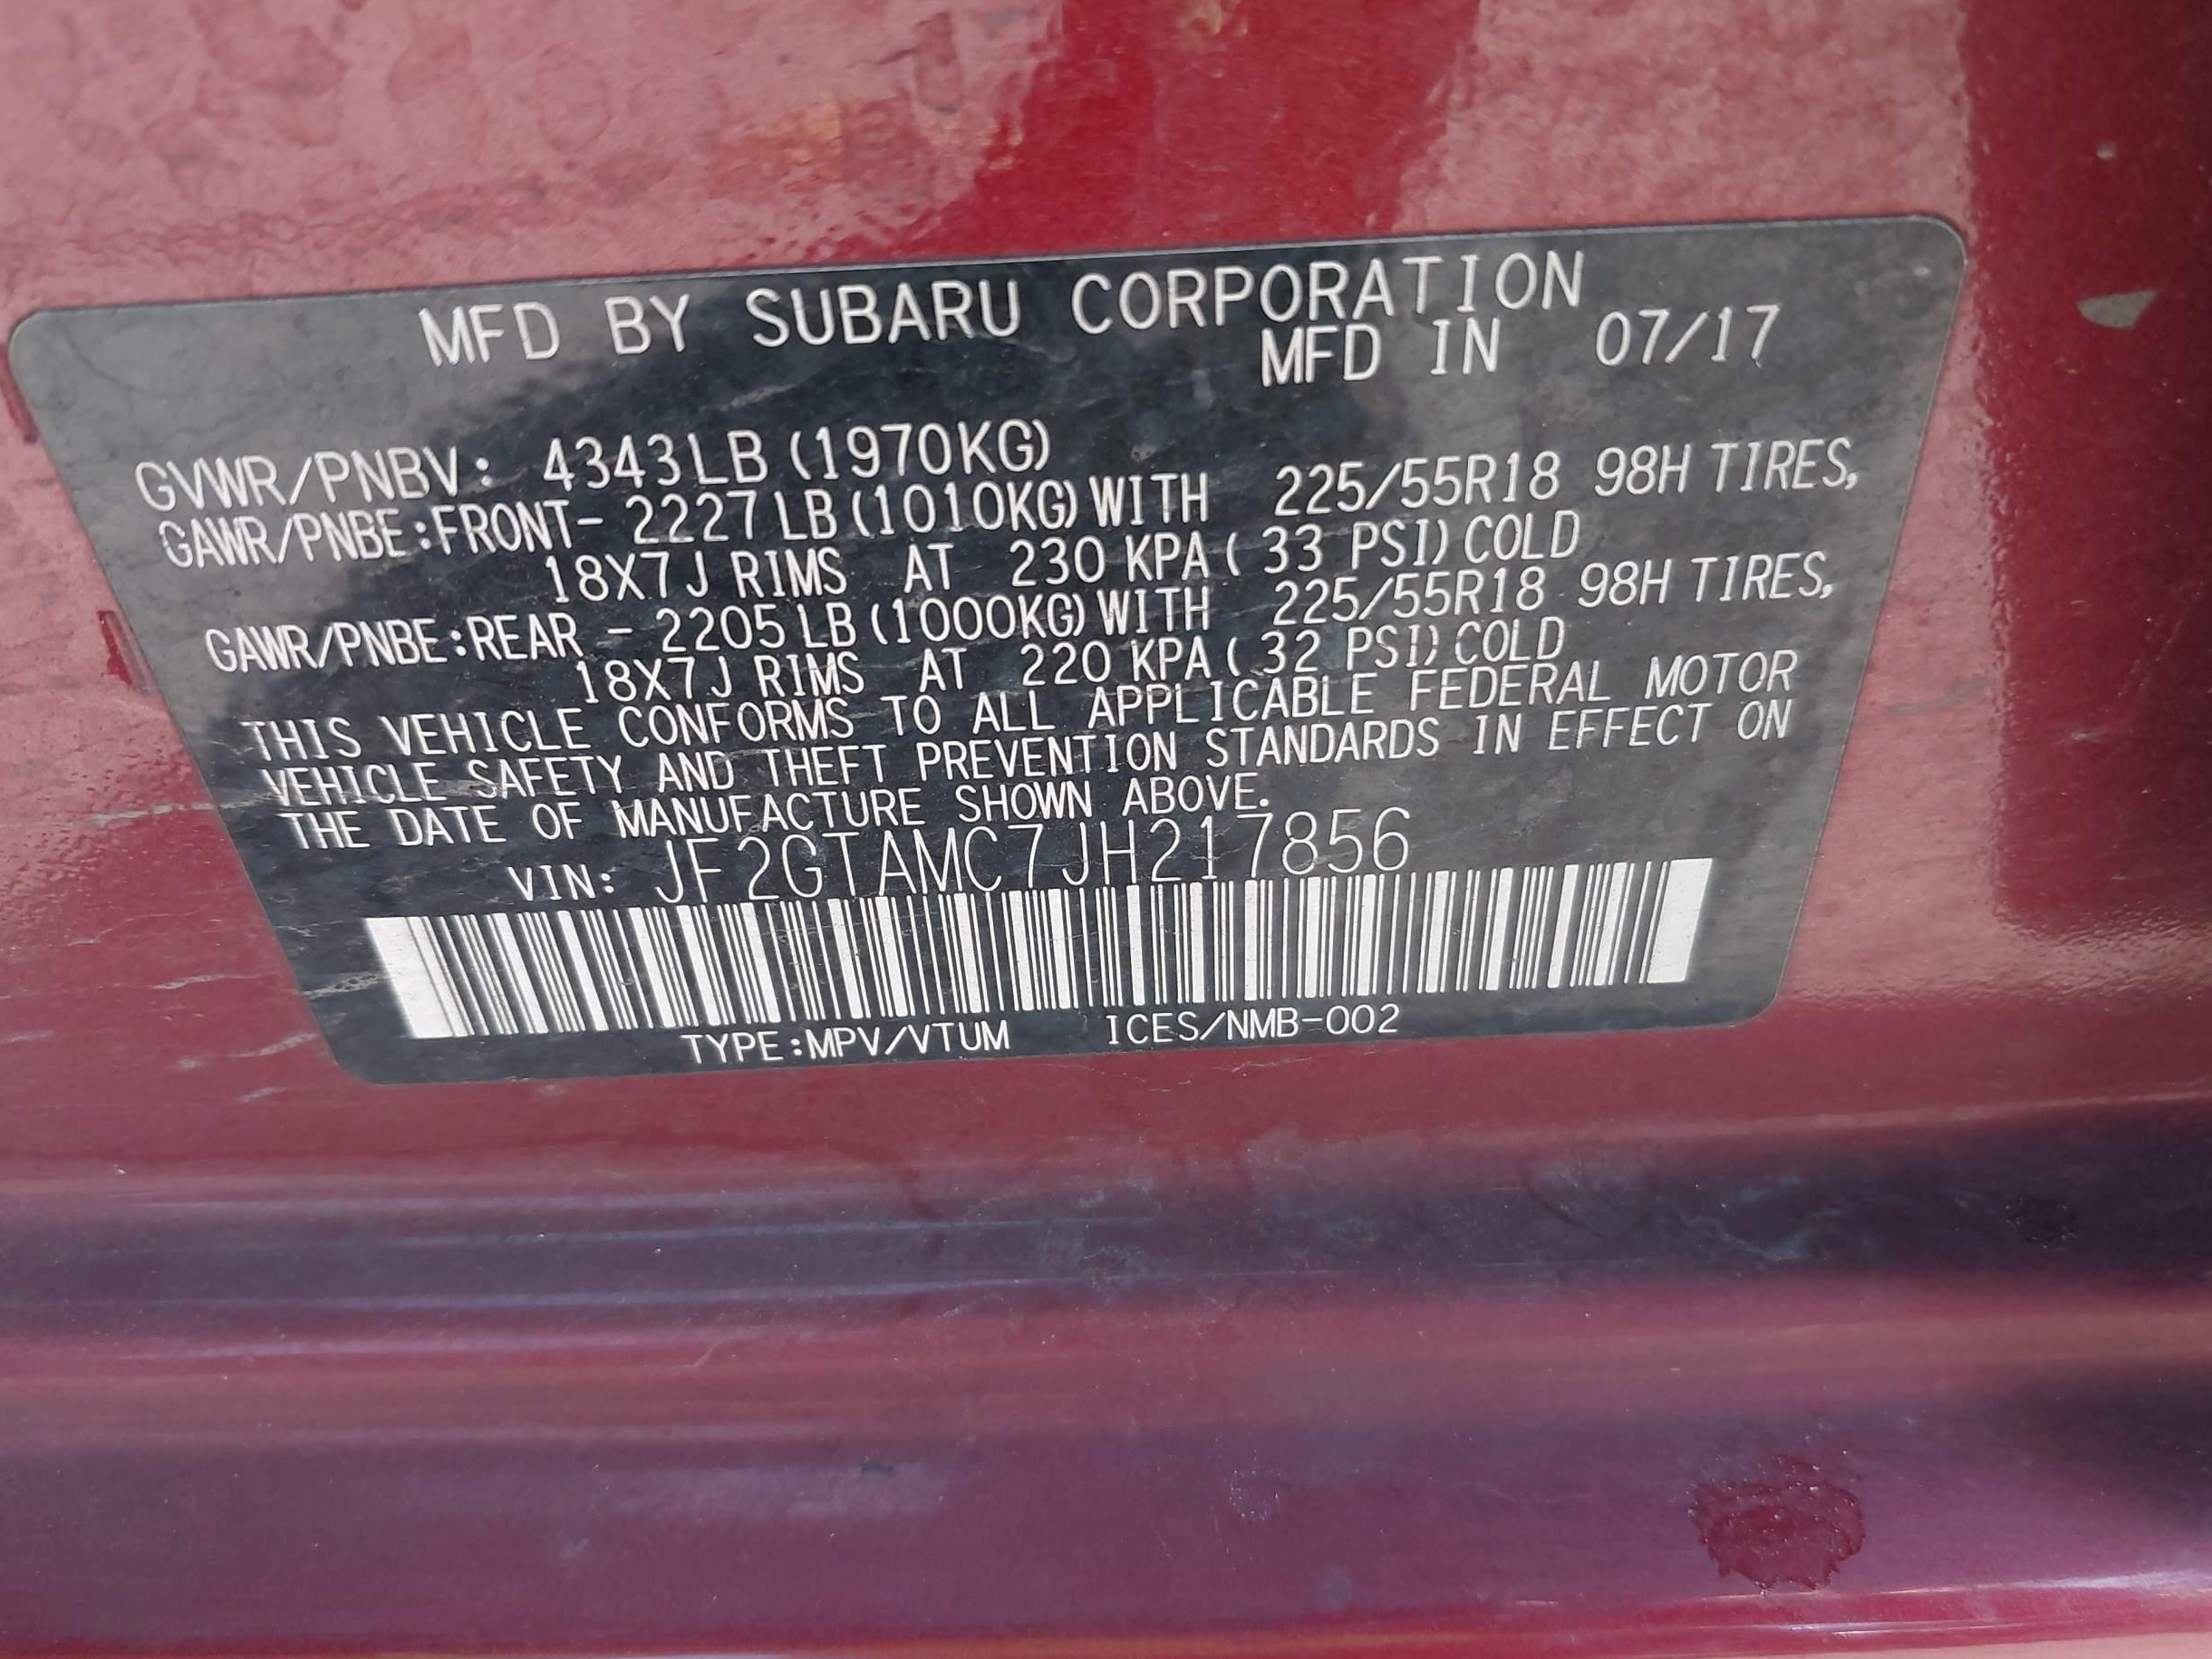 MFD BY SUBARU CORPORATION
MFD IN 07/17
GVWR/PNBV: 4343LB (1970KG)
GAWR/PNBE:FRONT- 2227LB (1010KG) WITH 225/55R18 98H TIRES,
18X7J RIMS AT 230 KPA ( 33 PSI) COLD
GAWR/PNBE:REAR - 2205LB (1000KG) WITH 225/55R18 98H TIRES,
18X7J RIMS AT 220 KPA ( 32 PSI) COLD
THIS VEHICLE CONFORMS TO ALL APPLICABLE FEDERAL MOTOR
VEHICLE SAFETY AND THEFT PREVENTION STANDARDS IN EFFECT ON
THE DATE OF MANUFACTURE SHOWN ABOVE.
VIN: JF2GTAMC7JH217856
TYPE:MPV/VTUM ICES/NMB-002